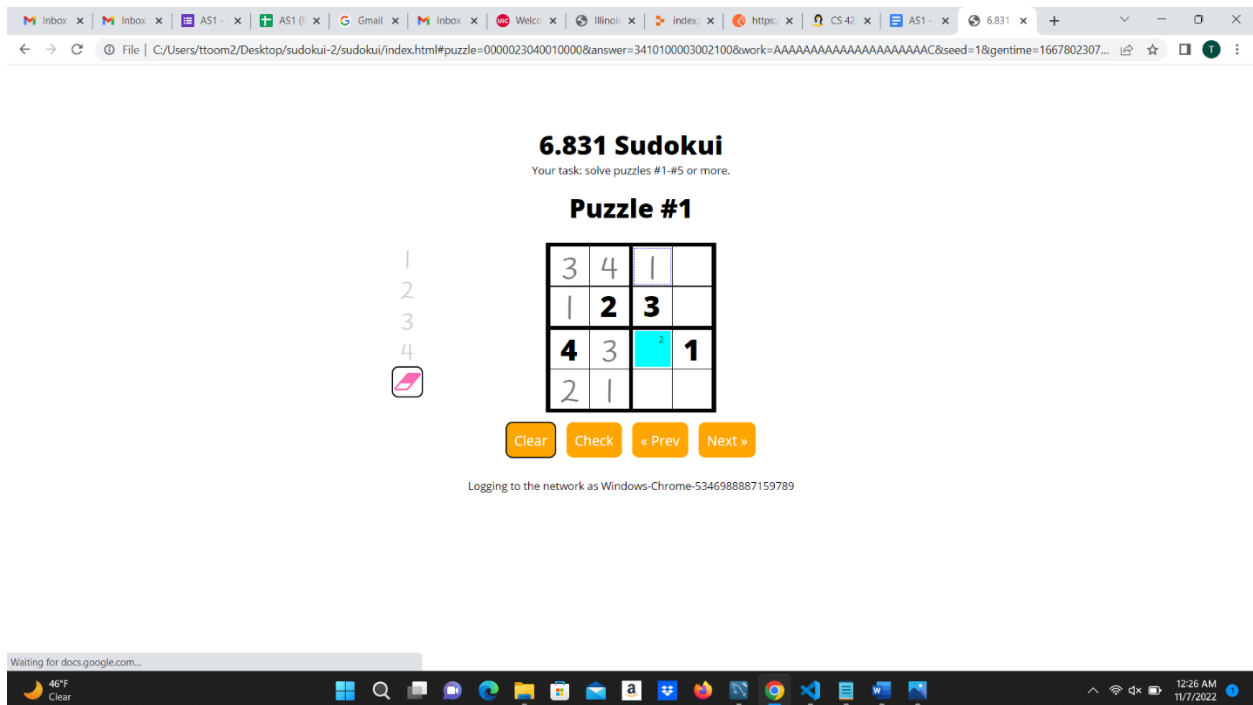 Inbox Inbox AS1 - AS1 (F Gmail Inbox Welco Illinoi index. https:/ CS 42 AS1 - 6.831
File | C:/Users/ttoom2/Desktop/sudokui-2/sudokui/index.html#puzzle=0000023040010000&answer=3410100003002100&work=AAAAAAAAAAAAAAAAAAAAAC&seed=1&gentime=1667802307... T
6.831 Sudokui
Your task: solve puzzles #1-#5 or more.
Puzzle #1
1
2
3
4
3 4 1
1 2 3
4 3 2 1
2 1
Clear Check « Prev Next »
Logging to the network as Windows-Chrome-5346988887159789
Waiting for docs.google.com...
46°F
Clear
12:26 AM
11/7/2022
1